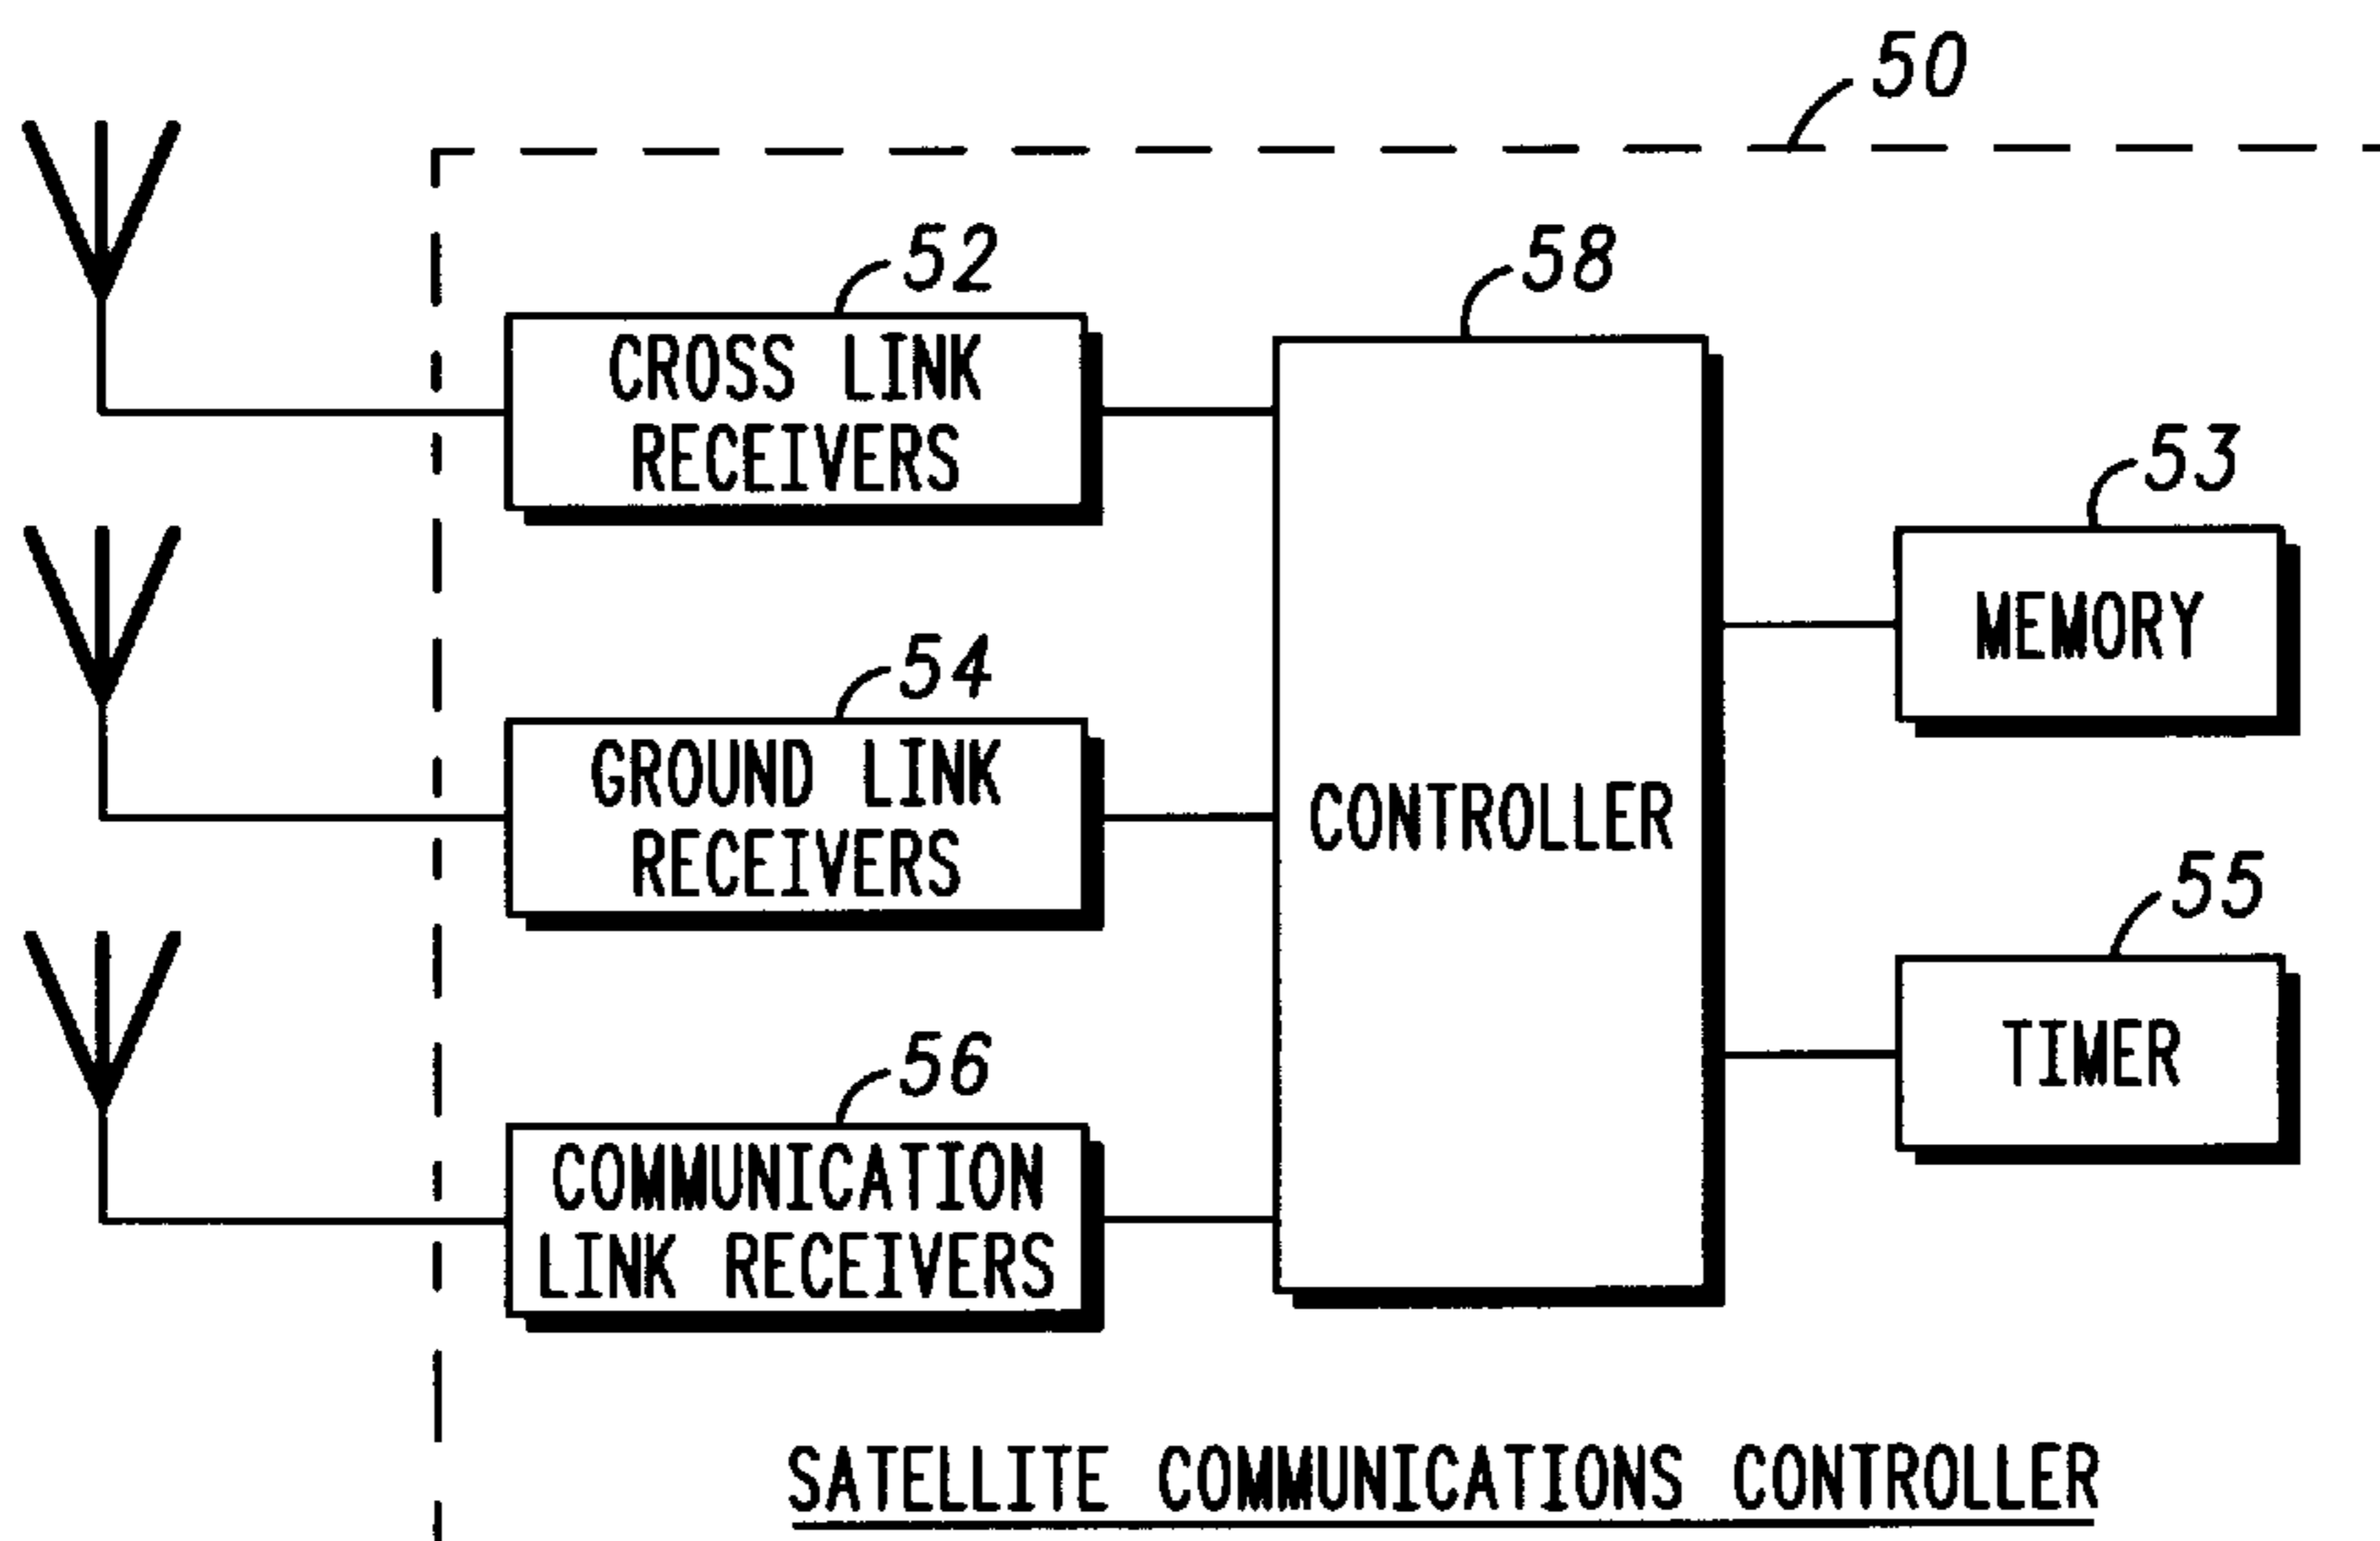 50
52
58
CROSS LINK
RECEIVERS
53
MEMORY
54
GROUND LINK
RECEIVERS
CONTROLLER
55
TIMER
56
COMMUNICATION
LINK RECEIVERS
SATELLITE COMMUNICATIONS CONTROLLER